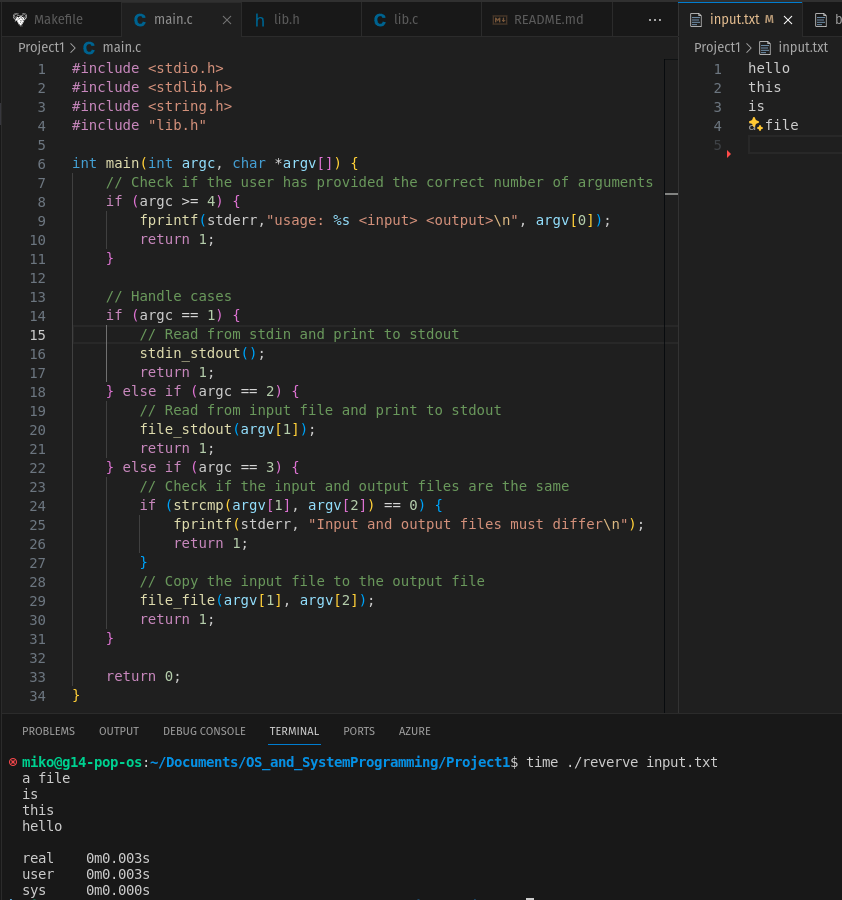 Makefile
main.c
lib.h
lib.c
README.md
Project1 > main.c
1 #include <stdio.h>
2 #include <stdlib.h>
3 #include <string.h>
4 #include "lib.h"
5
6 int main(int argc, char *argv[]) {
7     // Check if the user has provided the correct number of arguments
8     if (argc >= 4) {
9         fprintf(stderr,"usage: %s <input> <output>\n", argv[0]);
10         return 1;
11     }
12
13     // Handle cases
14     if (argc == 1) {
15         // Read from stdin and print to stdout
16         stdin_stdout();
17         return 1;
18     } else if (argc == 2) {
19         // Read from input file and print to stdout
20         file_stdout(argv[1]);
21         return 1;
22     } else if (argc == 3) {
23         // Check if the input and output files are the same
24         if (strcmp(argv[1], argv[2]) == 0) {
25             fprintf(stderr, "Input and output files must differ\n");
26             return 1;
27         }
28         // Copy the input file to the output file
29         file_file(argv[1], argv[2]);
30         return 1;
31     }
32
33     return 0;
34 }
input.txt M
Project1 > input.txt
1 hello
2 this
3 is
4 a file
5
PROBLEMS OUTPUT DEBUG CONSOLE TERMINAL PORTS AZURE
miko@g14-pop-os:~/Documents/OS_and_SystemProgramming/Project1$ time ./reverve input.txt
a file
is
this
hello
real 0m0.003s
user 0m0.003s
sys 0m0.000s